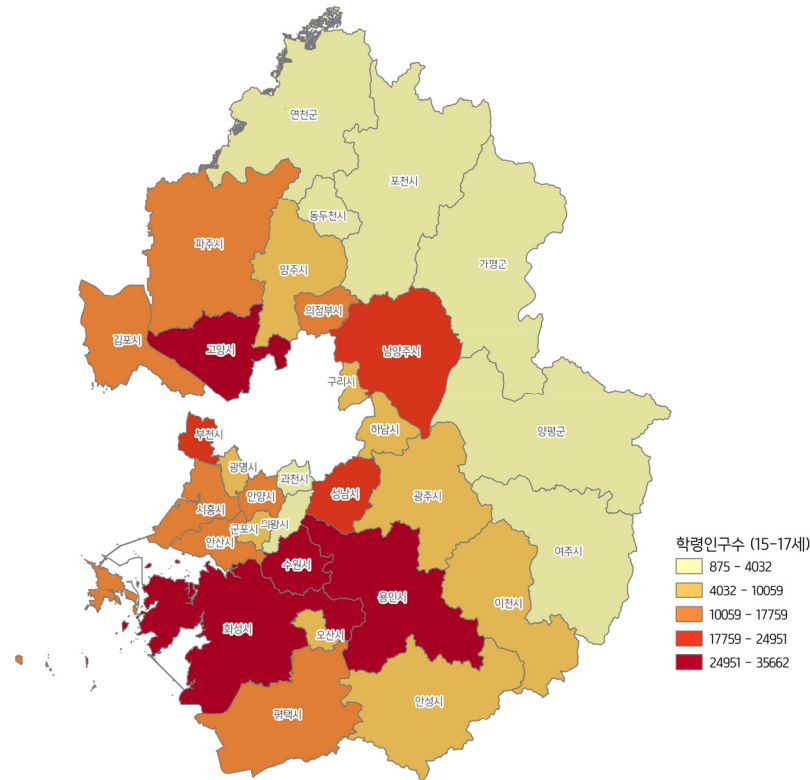 연천군
포천시
동두천시
파주시
양주시
가평군
의정부시
김포시
고양시
남양주시
구리시
부천시
하남시
양평군
광명시
과천시
성남시
광주시
시흥시
안양시
군포시
의왕시
안산시
여주시
수원시
용인시
이천시
화성시
오산시
안성시
평택시
학령인구수 (15-17세)
875 - 4032
4032 - 10059
10059 - 17759
17759 - 24951
24951 - 35662